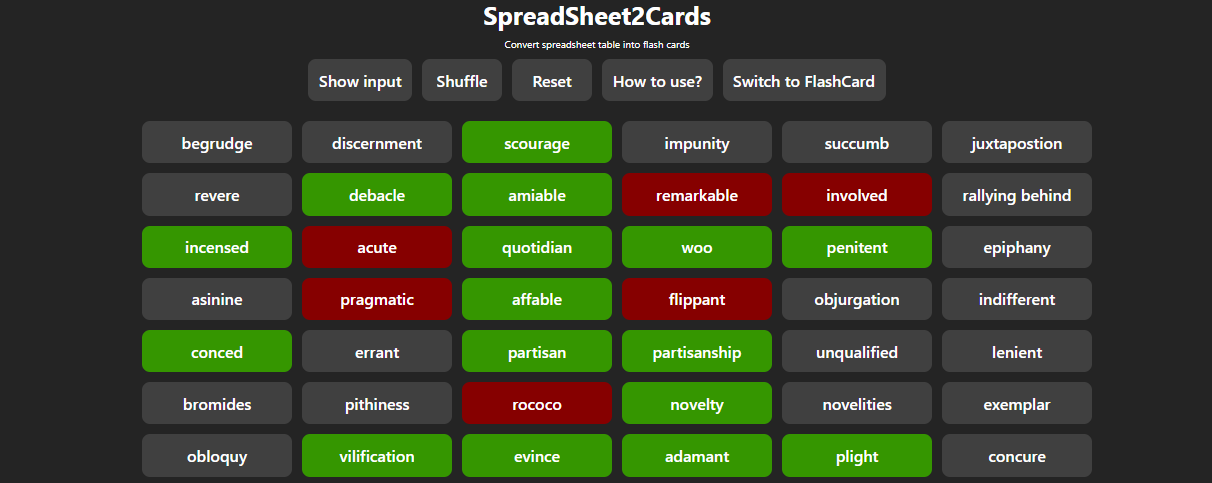 SpreadSheet2Cards
Convert spreadsheet table into flash cards
Show input Shuffle Reset How to use? Switch to FlashCard
begrudge discernment scourage impunity succumb juxtapostion
revere debacle amiable remarkable involved rallying behind
incensed acute quotidian woo penitent epiphany
asinine pragmatic affable flippant objurgation indifferent
conced errant partisan partisanship unqualified lenient
bromides pithiness rococo novelty novelities exemplar
obloquy vilification evince adamant plight concure